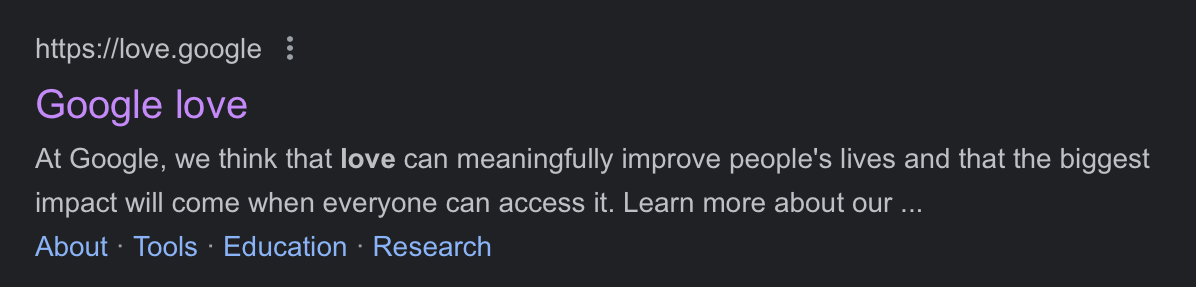 https://love.google
Google love
At Google, we think that love can meaningfully improve people's lives and that the biggest
impact will come when everyone can access it. Learn more about our ...
About · Tools · Education · Research